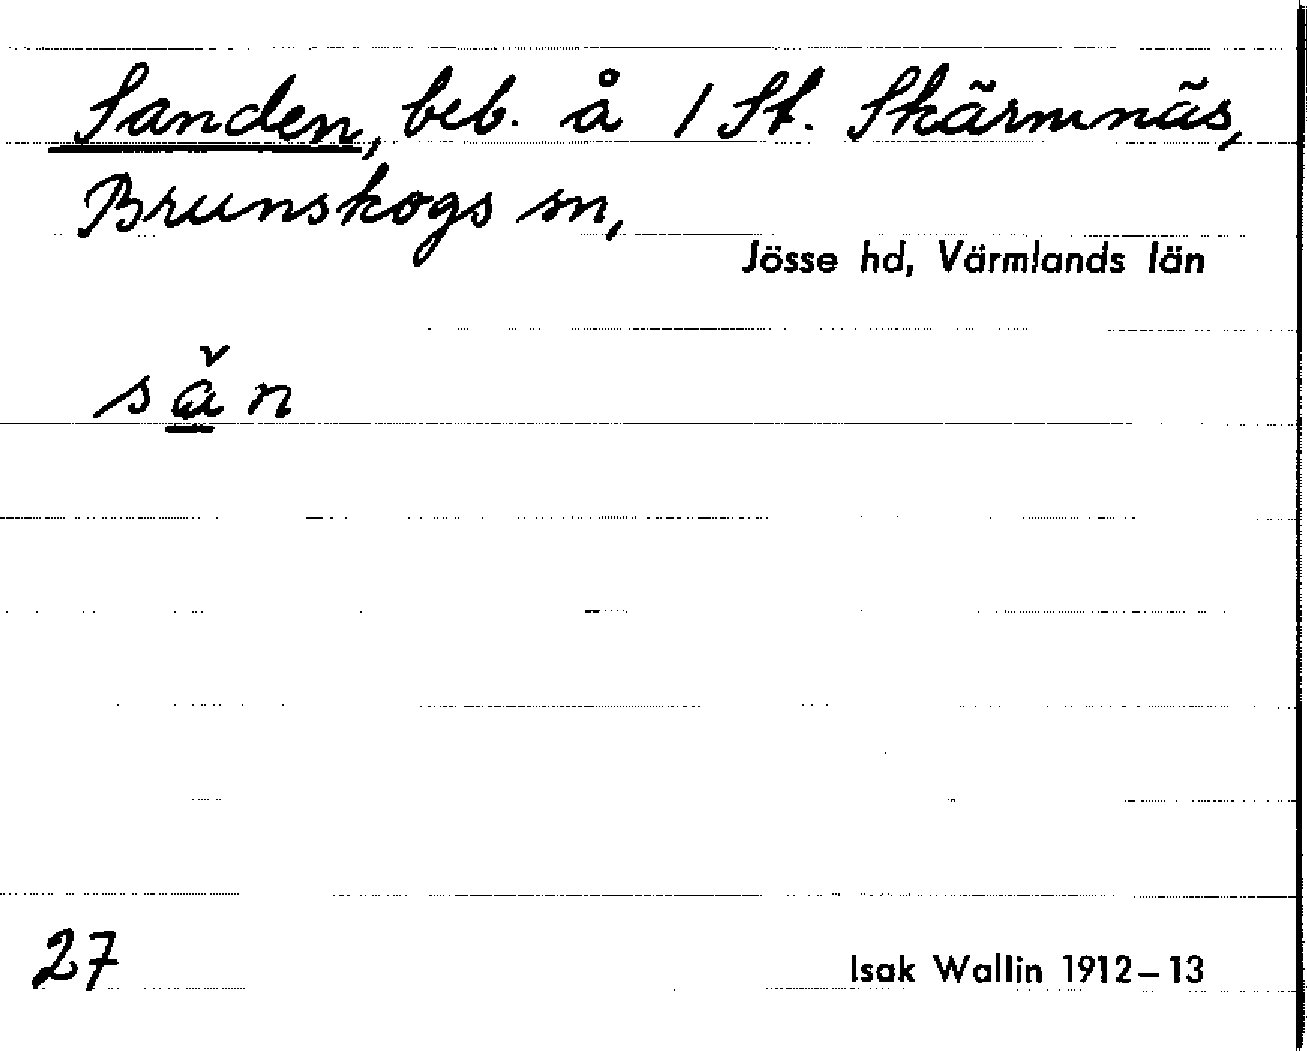 Sanden, beb. å 1 St. Skärmnäs,
Brunskogs sn,
Jösse hd, Värmlands län
sǎn
27
Isak Wallin 1912–13